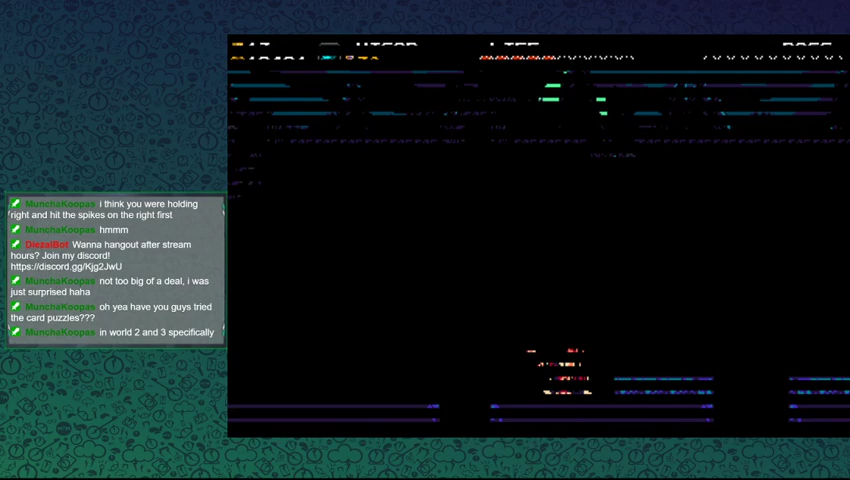 MunchaKoopas i think you were holding
right and hit the spikes on the right first
MunchaKoopas hmmm
DiezalBot Wanna hangout after stream
hours? Join my discord!
https://discord.gg/Kjg2JwU
MunchaKoopas not too big of a deal, i was
just surprised haha
MunchaKoopas oh yea have you guys tried
the card puzzles???
MunchaKoopas in world 2 and 3 specifically